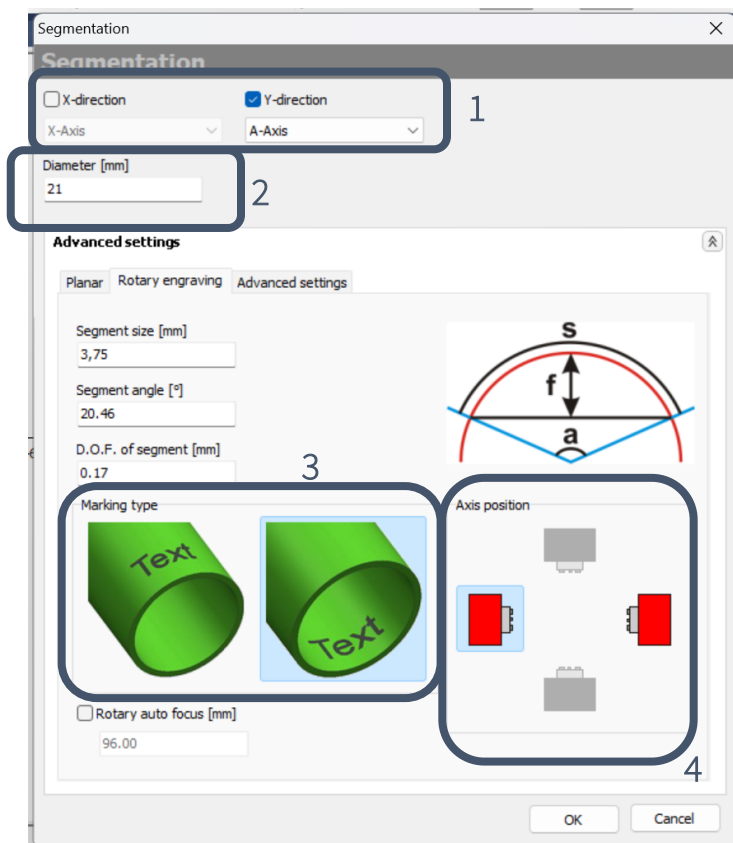 Segmentation
Segmentation
X-direction Y-direction
1
X-Axis A-Axis
Diameter [mm]
21
2
Advanced settings
Planar Rotary engraving Advanced settings
Segment size [mm]
3,75
Segment angle [º]
20.46
D.O.F. of segment [mm]
0.17
s
f
a
3
Marking type
Text
Text
Axis position
Rotary auto focus [mm]
96.00
4
OK Cancel